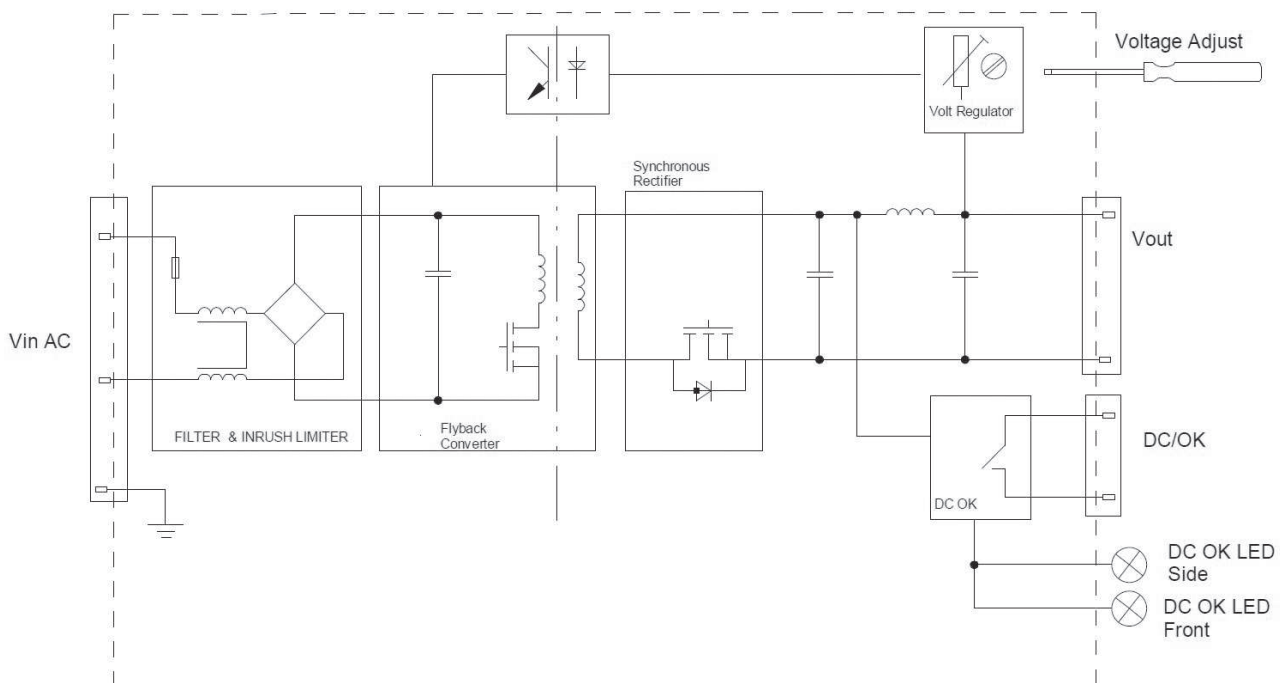 Voltage Adjust
Volt Regulator
Synchronous
Rectifier
Vout
Vin AC
FILTER & INRUSH LIMITER
Flyback
Converter
DC/OK
DC OK
DC OK LED
Side
DC OK LED
Front